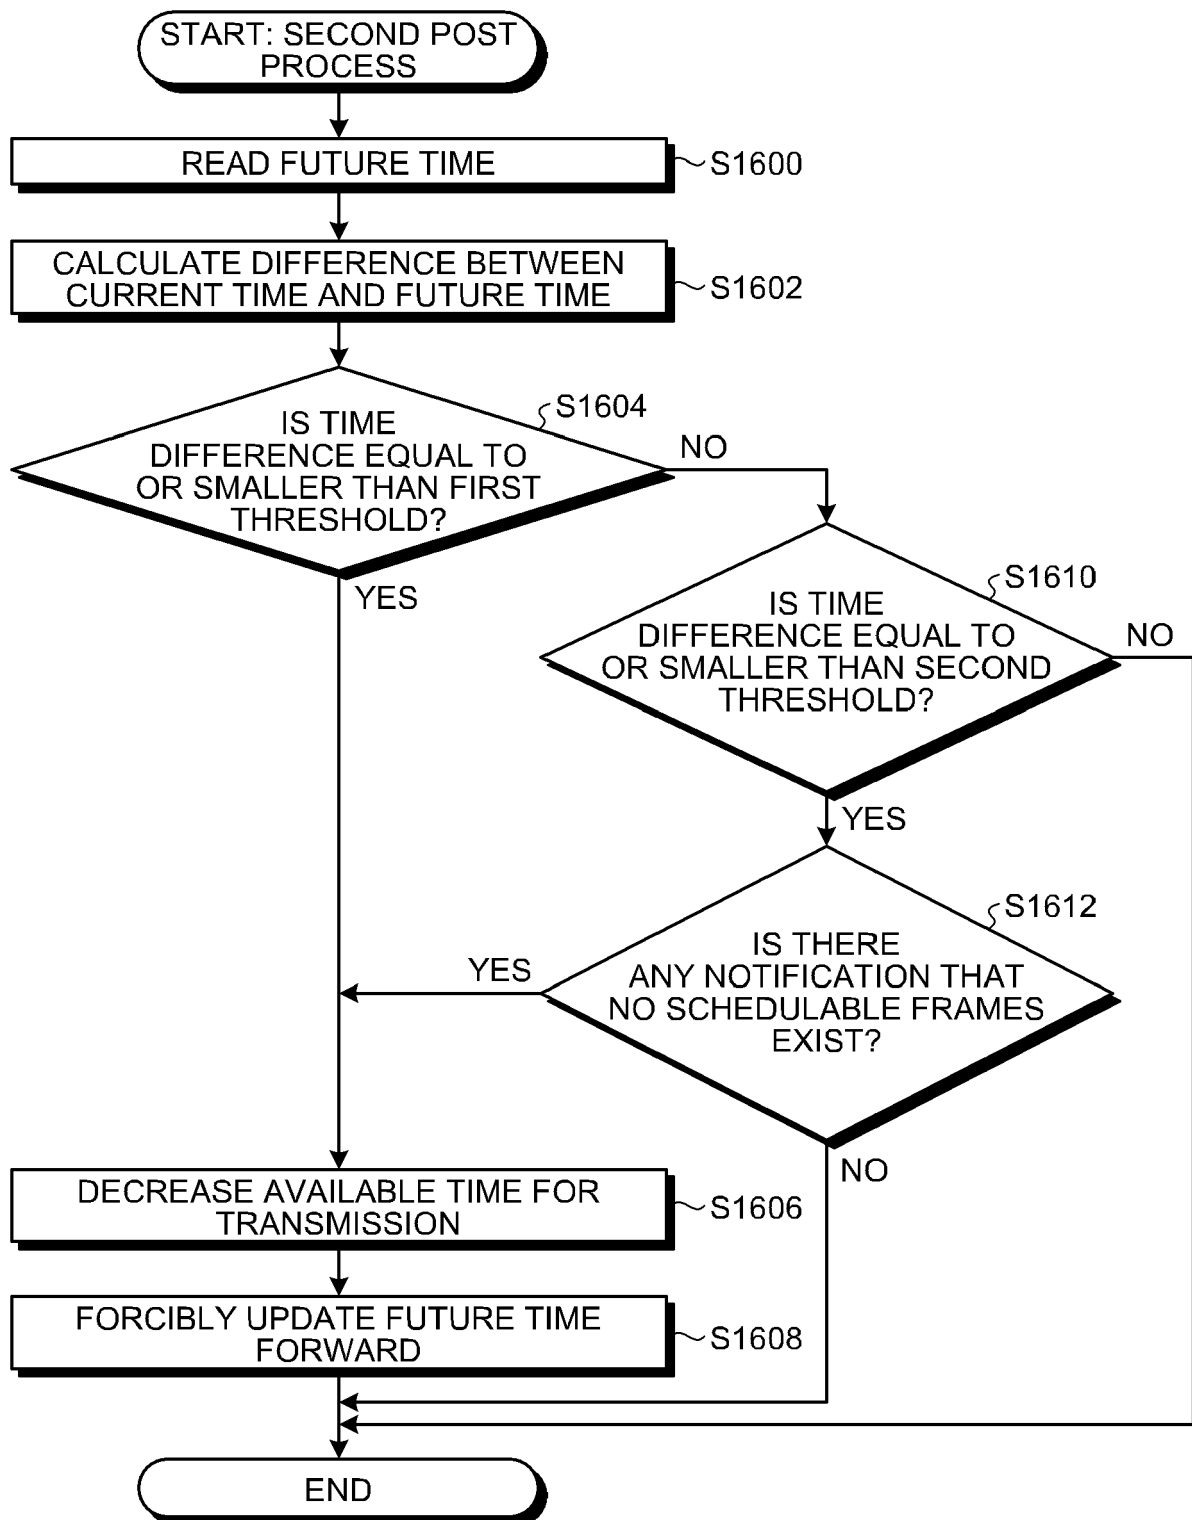 START: SECOND POST
PROCESS
READ FUTURE TIME
S1600
CALCULATE DIFFERENCE BETWEEN
CURRENT TIME AND FUTURE TIME
S1602
S1604
IS TIME
DIFFERENCE EQUAL TO
OR SMALLER THAN FIRST
THRESHOLD?
NO
YES
S1610
IS TIME
DIFFERENCE EQUAL TO
OR SMALLER THAN SECOND
THRESHOLD?
NO
YES
S1612
IS THERE
ANY NOTIFICATION THAT
NO SCHEDULABLE FRAMES
EXIST?
YES
NO
DECREASE AVAILABLE TIME FOR
TRANSMISSION
S1606
FORCIBLY UPDATE FUTURE TIME
FORWARD
S1608
END